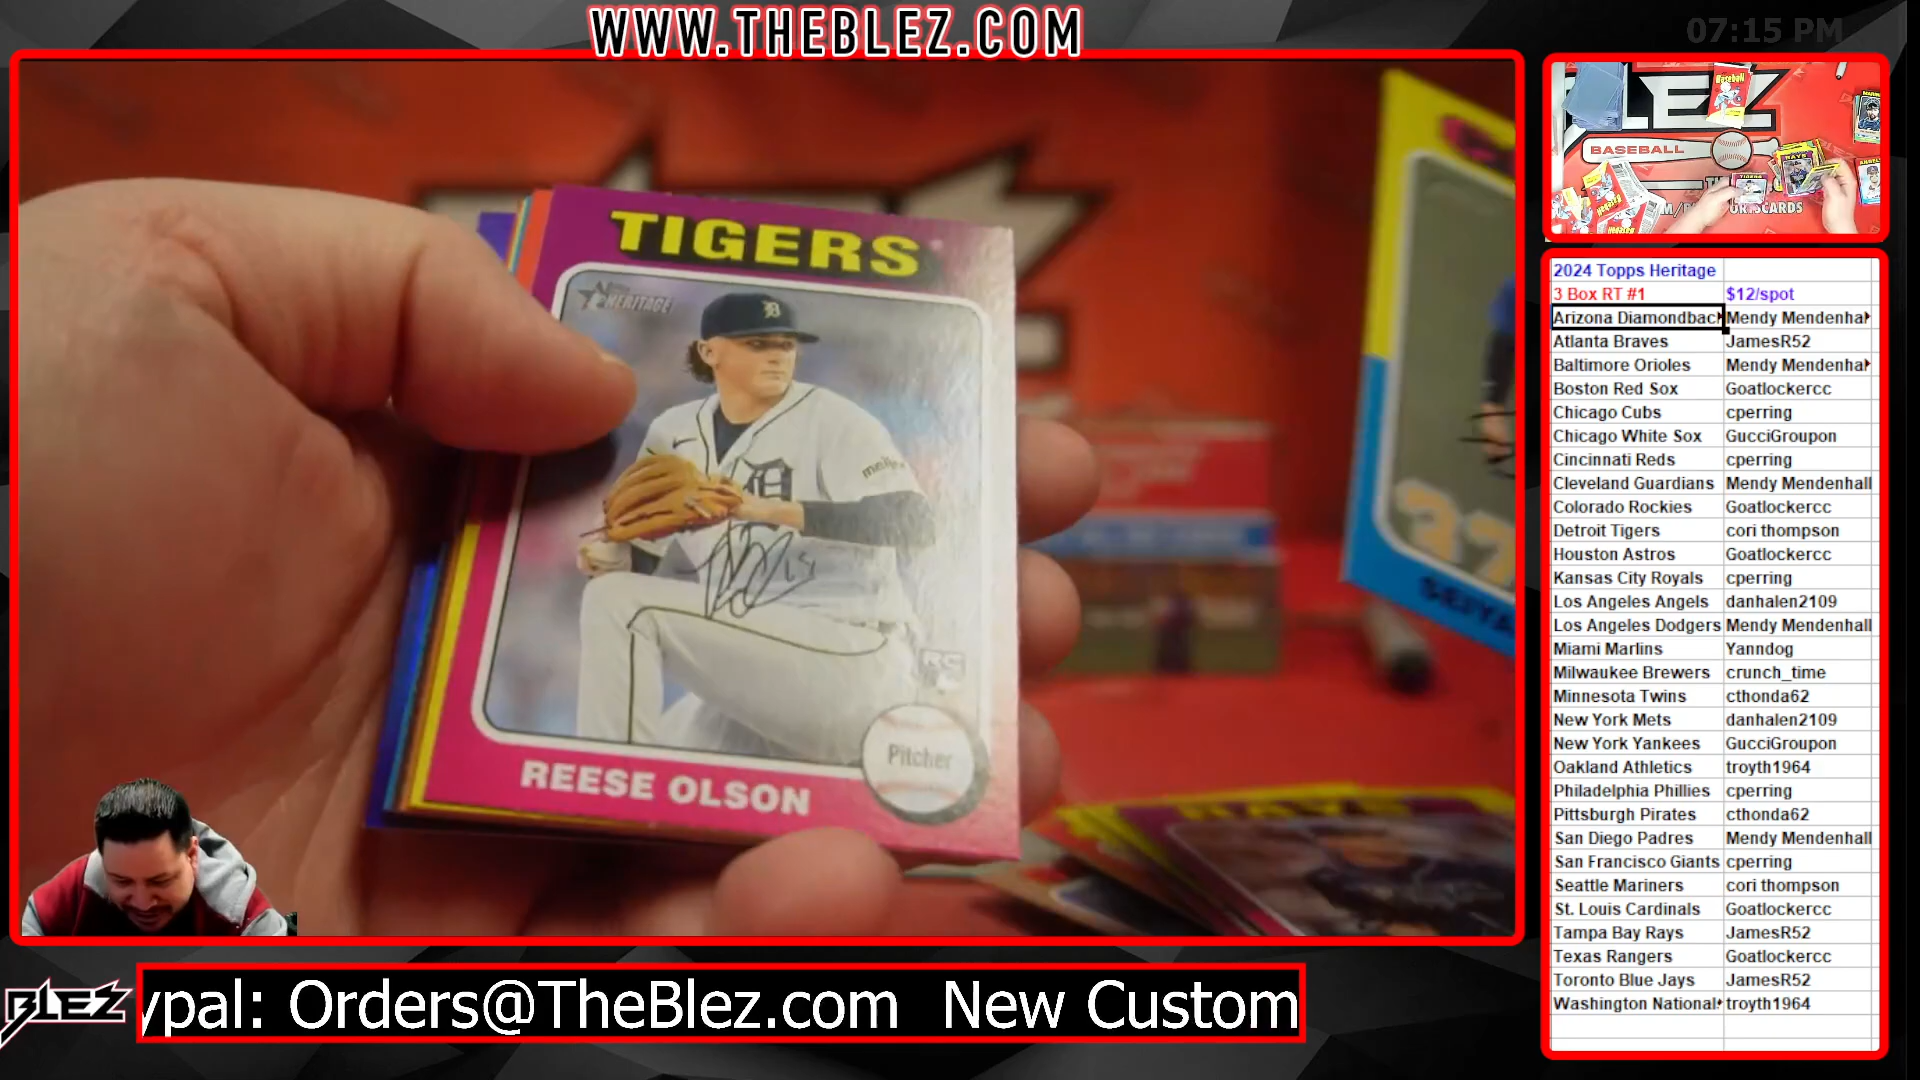 WWW.THEBLEZ.COM
07:15 PM
TIGERS
HERITAGE
D
meijer
RC
Pitcher
REESE OLSON
37
SEIYA
BASEBALL
2024 Topps Heritage
3 Box RT #1 $12/spot
Arizona Diamondbac Mendy Mendenhal
Atlanta Braves JamesR52
Baltimore Orioles Mendy Mendenhal
Boston Red Sox Goatlockercc
Chicago Cubs cperring
Chicago White Sox GucciGroupon
Cincinnati Reds cperring
Cleveland Guardians Mendy Mendenhall
Colorado Rockies Goatlockercc
Detroit Tigers cori thompson
Houston Astros Goatlockercc
Kansas City Royals cperring
Los Angeles Angels danhalen2109
Los Angeles Dodgers Mendy Mendenhall
Miami Marlins Yanndog
Milwaukee Brewers crunch_time
Minnesota Twins cthonda62
New York Mets danhalen2109
New York Yankees GucciGroupon
Oakland Athletics troyth1964
Philadelphia Phillies cperring
Pittsburgh Pirates cthonda62
San Diego Padres Mendy Mendenhall
San Francisco Giants cperring
Seattle Mariners cori thompson
St. Louis Cardinals Goatlockercc
Tampa Bay Rays JamesR52
Texas Rangers Goatlockercc
Toronto Blue Jays JamesR52
Washington National troyth1964
BLEZ
ypal: Orders@TheBlez.com New Custom